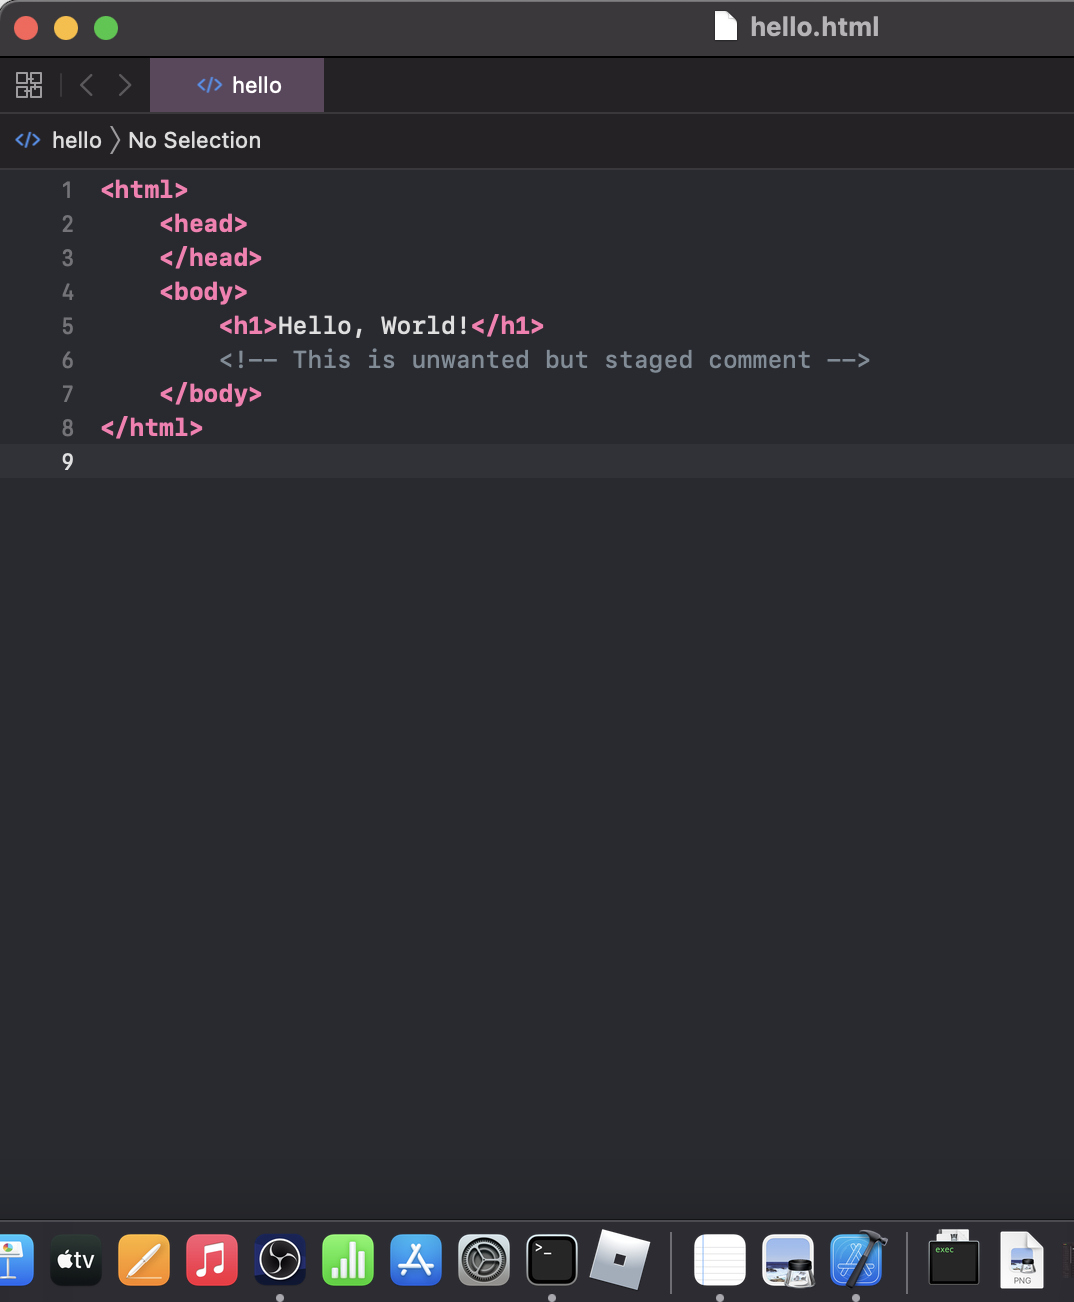 hello.html
</> hello
</> hello 〉 No Selection
1 <html>
2 <head>
3 </head>
4 <body>
5 <h1>Hello, World!</h1>
6 <!-- This is unwanted but staged comment -->
7 </body>
8 </html>
9
tv
>_
exec
PNG